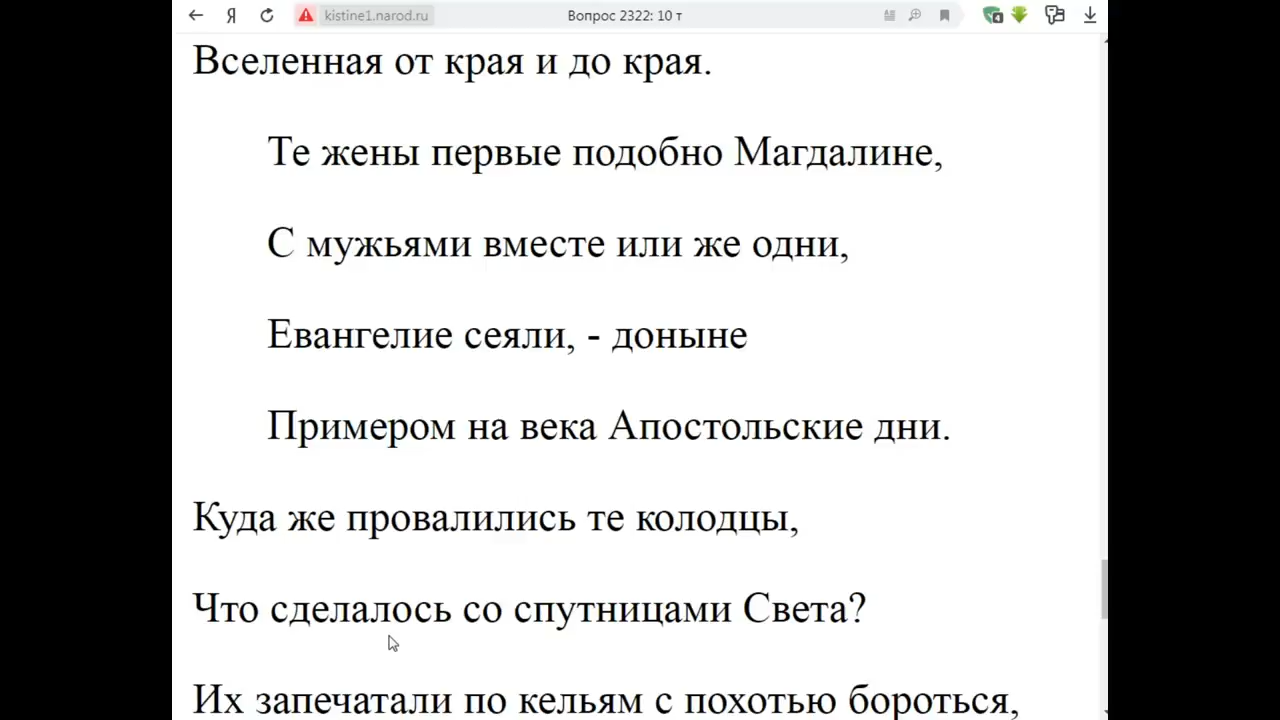 Я kistine1.narod.ru Вопрос 2322: 10 т 4
Вселенная от края и до края.
Те жены первые подобно Магдалине,
С мужьями вместе или же одни,
Евангелие сеяли, - доныне
Примером на века Апостольские дни.
Куда же провалились те колодцы,
Что сделалось со спутницами Света?
Их запечатали по кельям с похотью бороться,